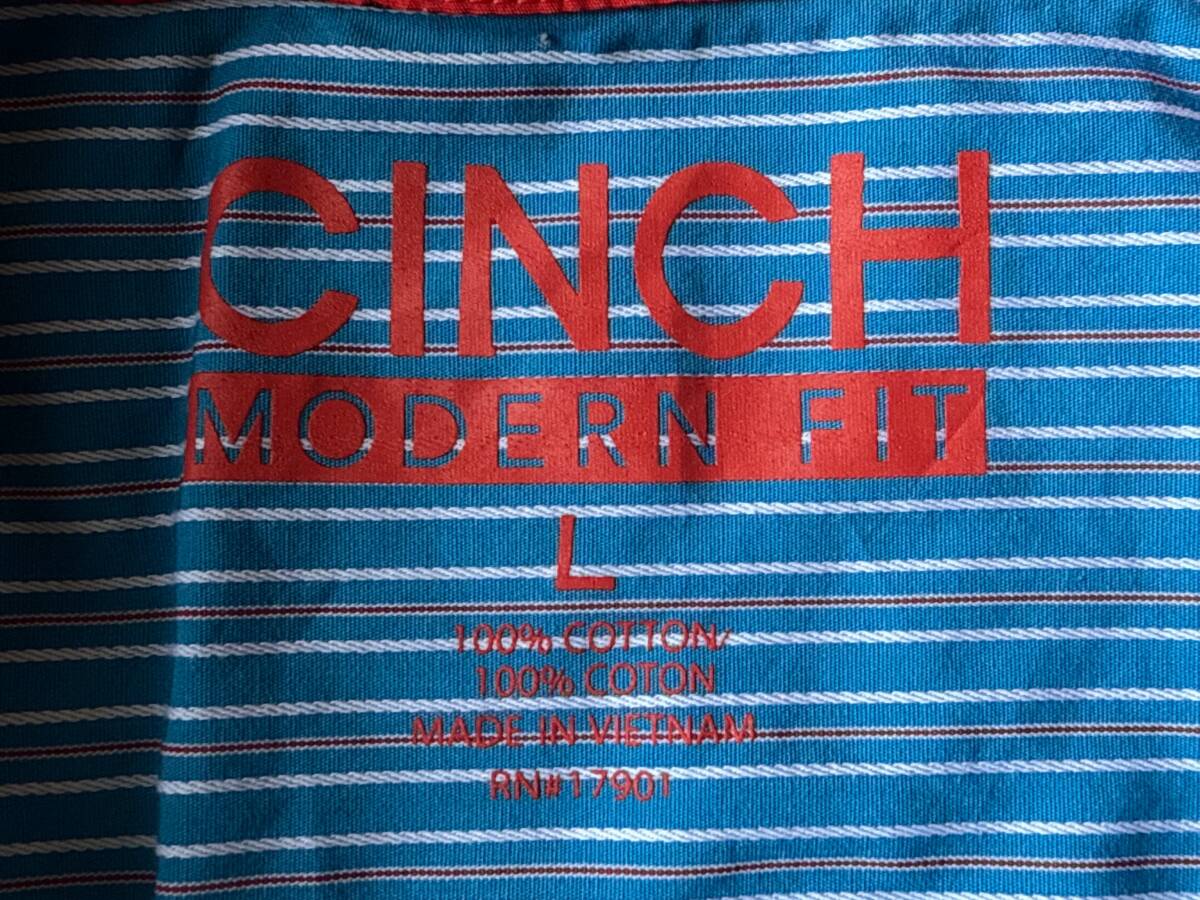 CINCH
MODERN FIT
L
100% COTTON/
100% COTON
MADE IN VIETNAM
RN#17901